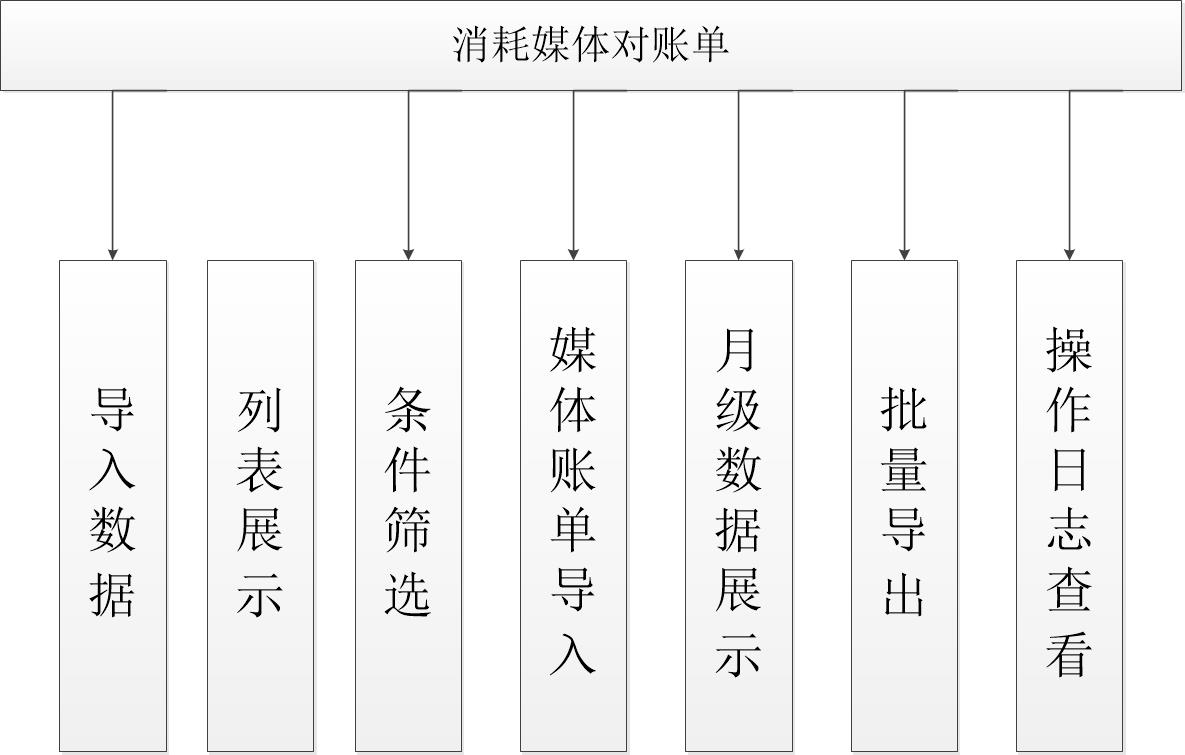 消耗媒体对账单
导入数据
列表展示
条件筛选
媒体账单导入
月级数据展示
批量导出
操作日志查看